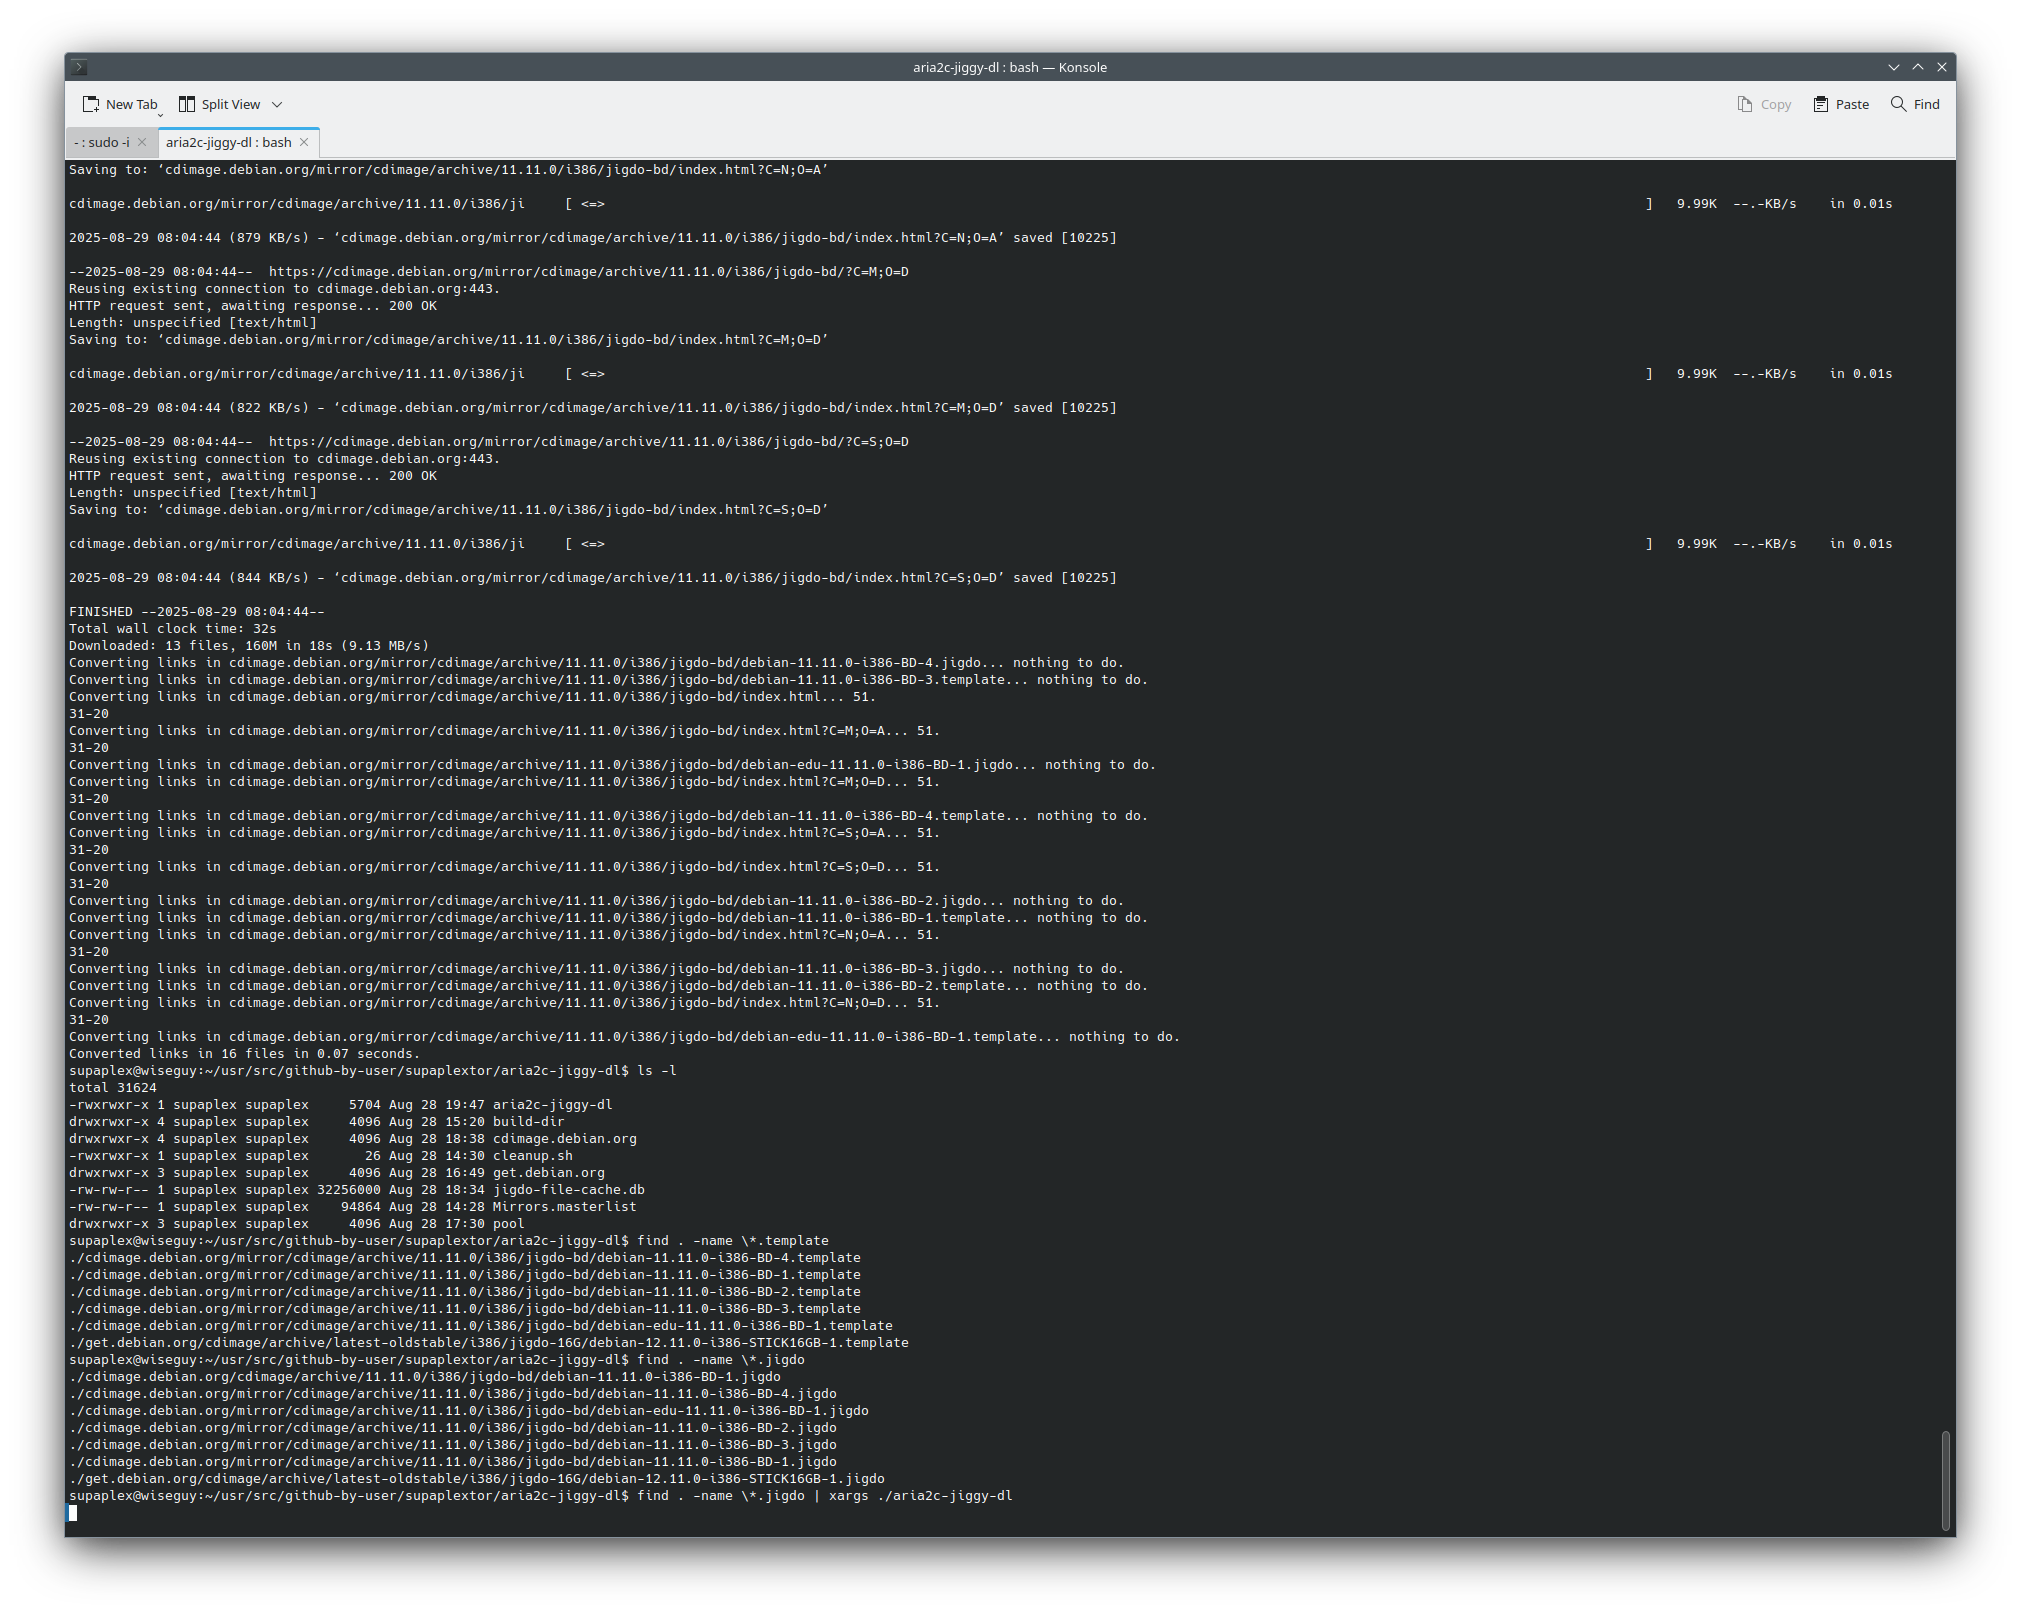 aria2c-jiggy-dl : bash — Konsole
New Tab Split View Copy Paste Find
- : sudo -i aria2c-jiggy-dl : bash
Saving to: ‘cdimage.debian.org/mirror/cdimage/archive/11.11.0/i386/jigdo-bd/index.html?C=N;O=A’
cdimage.debian.org/mirror/cdimage/archive/11.11.0/i386/ji     [ <=> ]   9.99K  --.-KB/s    in 0.01s
2025-08-29 08:04:44 (879 KB/s) - ‘cdimage.debian.org/mirror/cdimage/archive/11.11.0/i386/jigdo-bd/index.html?C=N;O=A’ saved [10225]
--2025-08-29 08:04:44--  https://cdimage.debian.org/mirror/cdimage/archive/11.11.0/i386/jigdo-bd/?C=M;O=D
Reusing existing connection to cdimage.debian.org:443.
HTTP request sent, awaiting response... 200 OK
Length: unspecified [text/html]
Saving to: ‘cdimage.debian.org/mirror/cdimage/archive/11.11.0/i386/jigdo-bd/index.html?C=M;O=D’
cdimage.debian.org/mirror/cdimage/archive/11.11.0/i386/ji     [ <=> ]   9.99K  --.-KB/s    in 0.01s
2025-08-29 08:04:44 (822 KB/s) - ‘cdimage.debian.org/mirror/cdimage/archive/11.11.0/i386/jigdo-bd/index.html?C=M;O=D’ saved [10225]
--2025-08-29 08:04:44--  https://cdimage.debian.org/mirror/cdimage/archive/11.11.0/i386/jigdo-bd/?C=S;O=D
Reusing existing connection to cdimage.debian.org:443.
HTTP request sent, awaiting response... 200 OK
Length: unspecified [text/html]
Saving to: ‘cdimage.debian.org/mirror/cdimage/archive/11.11.0/i386/jigdo-bd/index.html?C=S;O=D’
cdimage.debian.org/mirror/cdimage/archive/11.11.0/i386/ji     [ <=> ]   9.99K  --.-KB/s    in 0.01s
2025-08-29 08:04:44 (844 KB/s) - ‘cdimage.debian.org/mirror/cdimage/archive/11.11.0/i386/jigdo-bd/index.html?C=S;O=D’ saved [10225]
FINISHED --2025-08-29 08:04:44--
Total wall clock time: 32s
Downloaded: 13 files, 160M in 18s (9.13 MB/s)
Converting links in cdimage.debian.org/mirror/cdimage/archive/11.11.0/i386/jigdo-bd/debian-11.11.0-i386-BD-4.jigdo... nothing to do.
Converting links in cdimage.debian.org/mirror/cdimage/archive/11.11.0/i386/jigdo-bd/debian-11.11.0-i386-BD-3.template... nothing to do.
Converting links in cdimage.debian.org/mirror/cdimage/archive/11.11.0/i386/jigdo-bd/index.html... 51.
31-20
Converting links in cdimage.debian.org/mirror/cdimage/archive/11.11.0/i386/jigdo-bd/index.html?C=M;O=A... 51.
31-20
Converting links in cdimage.debian.org/mirror/cdimage/archive/11.11.0/i386/jigdo-bd/debian-edu-11.11.0-i386-BD-1.jigdo... nothing to do.
Converting links in cdimage.debian.org/mirror/cdimage/archive/11.11.0/i386/jigdo-bd/index.html?C=M;O=D... 51.
31-20
Converting links in cdimage.debian.org/mirror/cdimage/archive/11.11.0/i386/jigdo-bd/debian-11.11.0-i386-BD-4.template... nothing to do.
Converting links in cdimage.debian.org/mirror/cdimage/archive/11.11.0/i386/jigdo-bd/index.html?C=S;O=A... 51.
31-20
Converting links in cdimage.debian.org/mirror/cdimage/archive/11.11.0/i386/jigdo-bd/index.html?C=S;O=D... 51.
31-20
Converting links in cdimage.debian.org/mirror/cdimage/archive/11.11.0/i386/jigdo-bd/debian-11.11.0-i386-BD-2.jigdo... nothing to do.
Converting links in cdimage.debian.org/mirror/cdimage/archive/11.11.0/i386/jigdo-bd/debian-11.11.0-i386-BD-1.template... nothing to do.
Converting links in cdimage.debian.org/mirror/cdimage/archive/11.11.0/i386/jigdo-bd/index.html?C=N;O=A... 51.
31-20
Converting links in cdimage.debian.org/mirror/cdimage/archive/11.11.0/i386/jigdo-bd/debian-11.11.0-i386-BD-3.jigdo... nothing to do.
Converting links in cdimage.debian.org/mirror/cdimage/archive/11.11.0/i386/jigdo-bd/debian-11.11.0-i386-BD-2.template... nothing to do.
Converting links in cdimage.debian.org/mirror/cdimage/archive/11.11.0/i386/jigdo-bd/index.html?C=N;O=D... 51.
31-20
Converting links in cdimage.debian.org/mirror/cdimage/archive/11.11.0/i386/jigdo-bd/debian-edu-11.11.0-i386-BD-1.template... nothing to do.
Converted links in 16 files in 0.07 seconds.
supaplex@wiseguy:~/usr/src/github-by-user/supaplextor/aria2c-jiggy-dl$ ls -l
total 31624
-rwxrwxr-x 1 supaplex supaplex     5704 Aug 28 19:47 aria2c-jiggy-dl
drwxrwxr-x 4 supaplex supaplex     4096 Aug 28 15:20 build-dir
drwxrwxr-x 4 supaplex supaplex     4096 Aug 28 18:38 cdimage.debian.org
-rwxrwxr-x 1 supaplex supaplex       26 Aug 28 14:30 cleanup.sh
drwxrwxr-x 3 supaplex supaplex     4096 Aug 28 16:49 get.debian.org
-rw-rw-r-- 1 supaplex supaplex 32256000 Aug 28 18:34 jigdo-file-cache.db
-rw-rw-r-- 1 supaplex supaplex    94864 Aug 28 14:28 Mirrors.masterlist
drwxrwxr-x 3 supaplex supaplex     4096 Aug 28 17:30 pool
supaplex@wiseguy:~/usr/src/github-by-user/supaplextor/aria2c-jiggy-dl$ find . -name \*.template
./cdimage.debian.org/mirror/cdimage/archive/11.11.0/i386/jigdo-bd/debian-11.11.0-i386-BD-4.template
./cdimage.debian.org/mirror/cdimage/archive/11.11.0/i386/jigdo-bd/debian-11.11.0-i386-BD-1.template
./cdimage.debian.org/mirror/cdimage/archive/11.11.0/i386/jigdo-bd/debian-11.11.0-i386-BD-2.template
./cdimage.debian.org/mirror/cdimage/archive/11.11.0/i386/jigdo-bd/debian-11.11.0-i386-BD-3.template
./cdimage.debian.org/mirror/cdimage/archive/11.11.0/i386/jigdo-bd/debian-edu-11.11.0-i386-BD-1.template
./get.debian.org/cdimage/archive/latest-oldstable/i386/jigdo-16G/debian-12.11.0-i386-STICK16GB-1.template
supaplex@wiseguy:~/usr/src/github-by-user/supaplextor/aria2c-jiggy-dl$ find . -name \*.jigdo
./cdimage.debian.org/cdimage/archive/11.11.0/i386/jigdo-bd/debian-11.11.0-i386-BD-1.jigdo
./cdimage.debian.org/mirror/cdimage/archive/11.11.0/i386/jigdo-bd/debian-11.11.0-i386-BD-4.jigdo
./cdimage.debian.org/mirror/cdimage/archive/11.11.0/i386/jigdo-bd/debian-edu-11.11.0-i386-BD-1.jigdo
./cdimage.debian.org/mirror/cdimage/archive/11.11.0/i386/jigdo-bd/debian-11.11.0-i386-BD-2.jigdo
./cdimage.debian.org/mirror/cdimage/archive/11.11.0/i386/jigdo-bd/debian-11.11.0-i386-BD-3.jigdo
./cdimage.debian.org/mirror/cdimage/archive/11.11.0/i386/jigdo-bd/debian-11.11.0-i386-BD-1.jigdo
./get.debian.org/cdimage/archive/latest-oldstable/i386/jigdo-16G/debian-12.11.0-i386-STICK16GB-1.jigdo
supaplex@wiseguy:~/usr/src/github-by-user/supaplextor/aria2c-jiggy-dl$ find . -name \*.jigdo | xargs ./aria2c-jiggy-dl